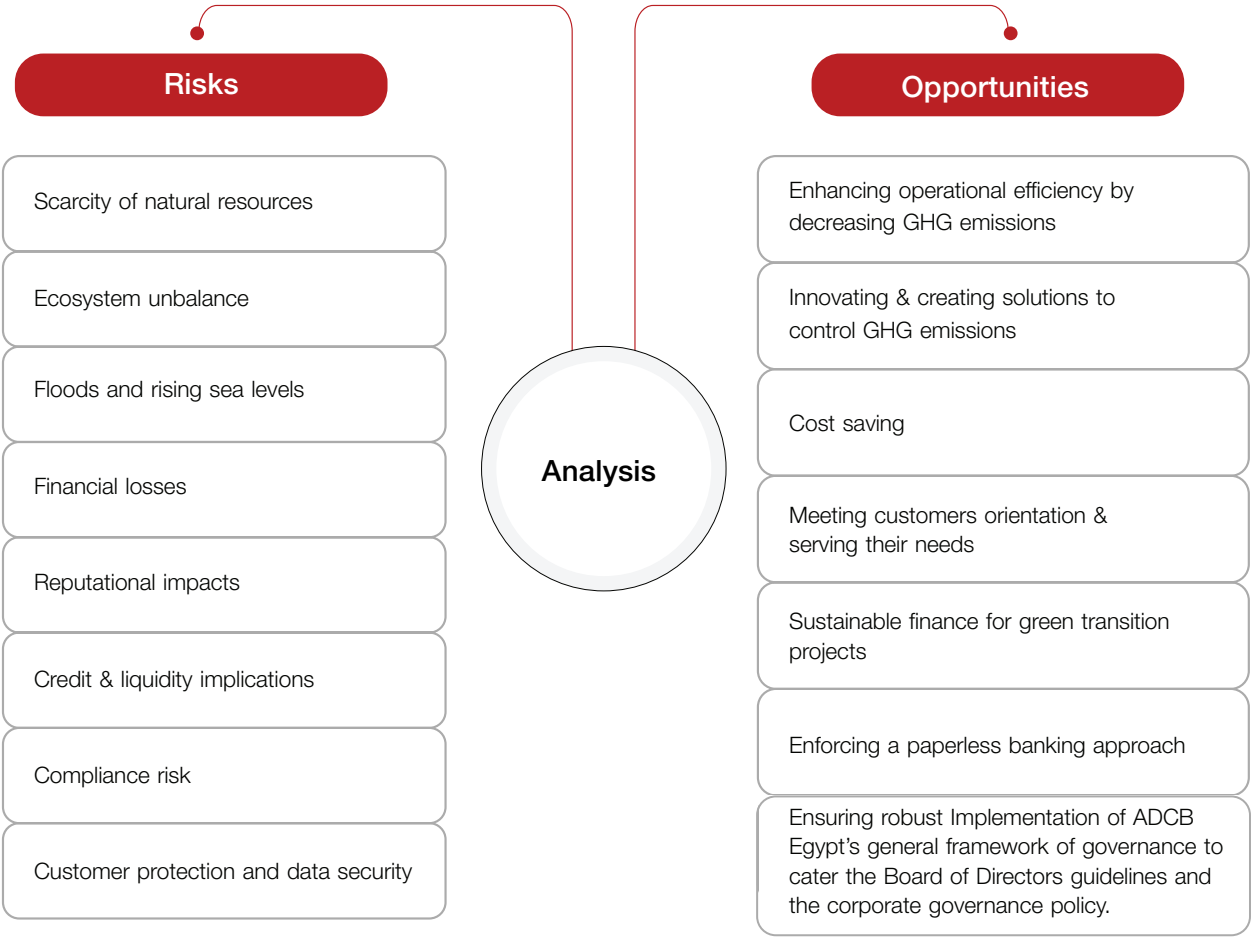 Risks
Scarcity of natural resources
Ecosystem unbalance
Floods and rising sea levels
Financial losses
Reputational impacts
Credit & liquidity implications
Compliance risk
Customer protection and data security
Analysis
Opportunities
Enhancing operational efficiency by
decreasing GHG emissions
Innovating & creating solutions to
control GHG emissions
Cost saving
Meeting customers orientation &
serving their needs
Sustainable finance for green transition
projects
Enforcing a paperless banking approach
Ensuring robust Implementation of ADCB
Egypt’s general framework of governance to
cater the Board of Directors guidelines and
the corporate governance policy.